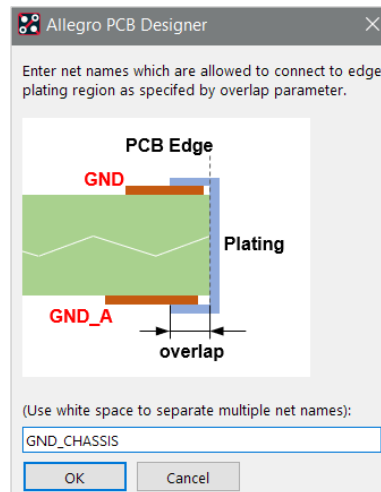 Allegro PCB Designer
Enter net names which are allowed to connect to edge
plating region as specifed by overlap parameter.
PCB Edge
GND
Plating
GND_A
overlap
(Use white space to separate multiple net names):
GND_CHASSIS
OK Cancel